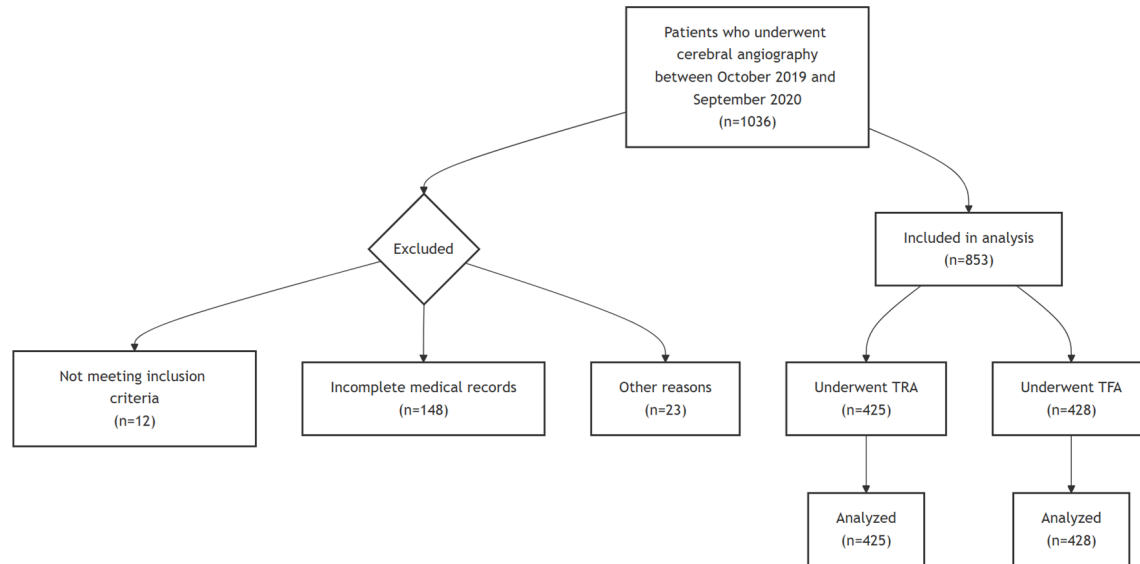 Patients who underwent
cerebral angiography
between October 2019 and
September 2020
(n=1036)
Excluded
Included in analysis
(n=853)
Not meeting inclusion
criteria
(n=12)
Incomplete medical records
(n=148)
Other reasons
(n=23)
Underwent TRA
(n=425)
Underwent TFA
(n=428)
Analyzed
(n=425)
Analyzed
(n=428)